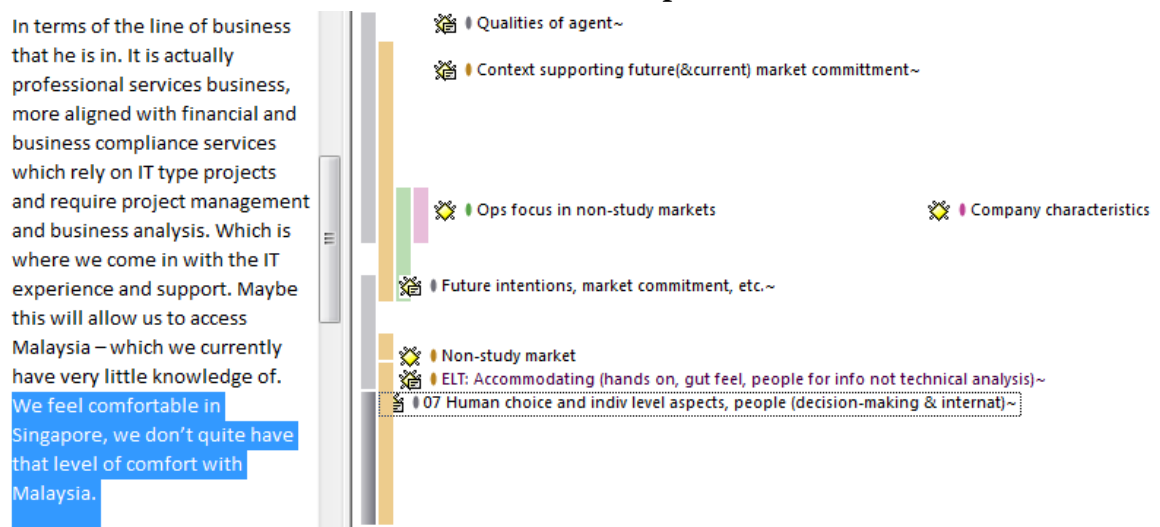 In terms of the line of business
that he is in. It is actually
professional services business,
more aligned with financial and
business compliance services
which rely on IT type projects
and require project management
and business analysis. Which is
where we come in with the IT
experience and support. Maybe
this will allow us to access
Malaysia – which we currently
have very little knowledge of.
We feel comfortable in
Singapore, we don’t quite have
that level of comfort with
Malaysia.
Qualities of agent~
Context supporting future(&current) market committment~
Ops focus in non-study markets
Company characteristics
Future intentions, market commitment, etc.~
Non-study market
ELT: Accommodating (hands on, gut feel, people for info not technical analysis)~
07 Human choice and indiv level aspects, people (decision-making & internat)~